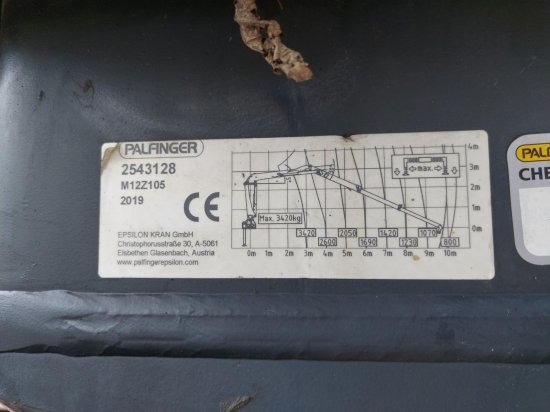 PALFINGER
2543128
M12Z105
2019
CE
EPSILON KRAN GmbH
Christophorusstraße 30, A-5061
Elsbethen Glasenbach, Austria
www.palfingerepsilon.com
max.
4m
3m
2m
1m
0m
Max. 3420kg
3420 2050 1420 1070
2600 1690 1230 800
0m 1m 2m 3m 4m 5m 6m 7m 8m 9m 10m
PAL
CHE